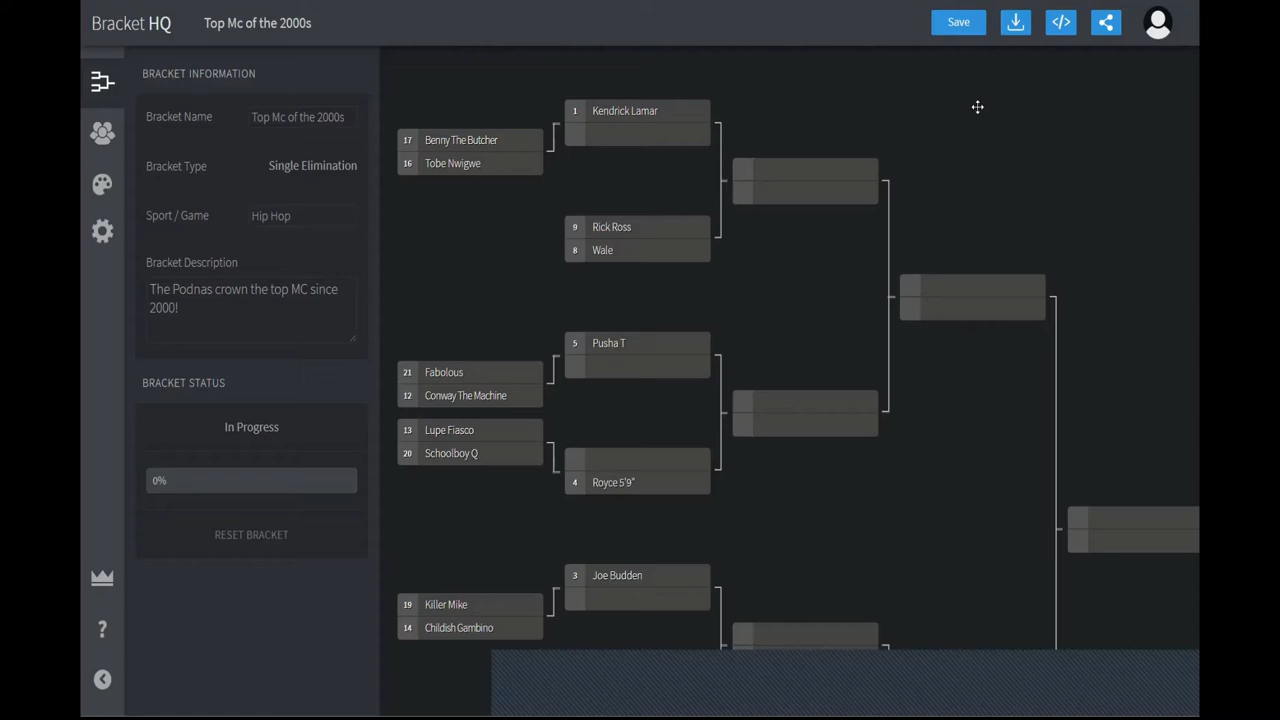 Bracket HQ
Top Mc of the 2000s
Save
</>
BRACKET INFORMATION
Bracket Name
Top Mc of the 2000s
Bracket Type
Single Elimination
Sport / Game
Hip Hop
Bracket Description
The Podnas crown the top MC since
2000!
BRACKET STATUS
In Progress
0%
RESET BRACKET
?
17 Benny The Butcher
16 Tobe Nwigwe
1 Kendrick Lamar
9 Rick Ross
8 Wale
21 Fabolous
12 Conway The Machine
5 Pusha T
13 Lupe Fiasco
20 Schoolboy Q
4 Royce 5'9"
19 Killer Mike
14 Childish Gambino
3 Joe Budden